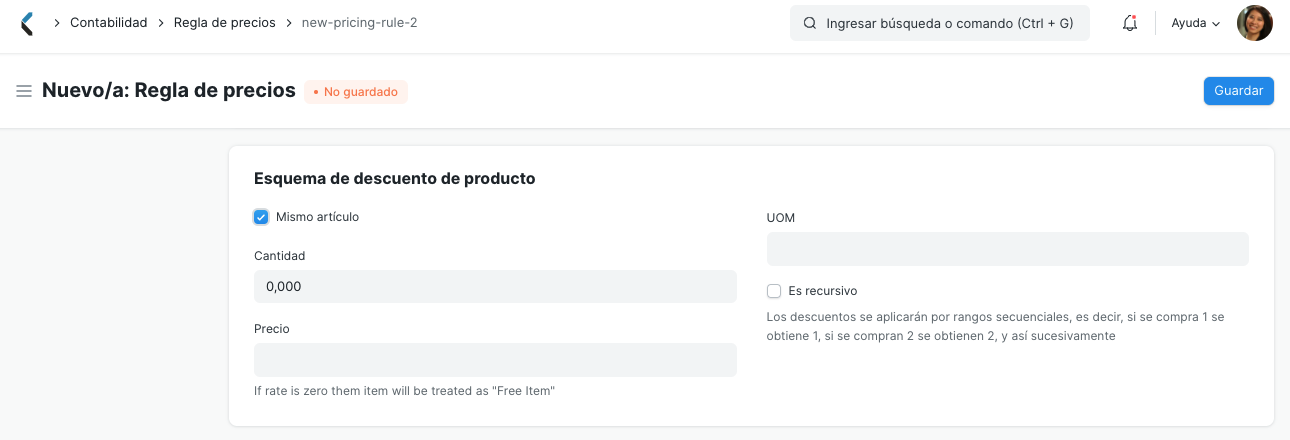 Contabilidad
Regla de precios
new-pricing-rule-2
Ingresar búsqueda o comando (Ctrl + G)
Ayuda
Nuevo/a: Regla de precios
No guardado
Guardar
Esquema de descuento de producto
Mismo artículo
Cantidad
0,000
Precio
If rate is zero them item will be treated as "Free Item"
UOM
Es recursivo
Los descuentos se aplicarán por rangos secuenciales, es decir, si se compra 1 se
obtiene 1, si se compran 2 se obtienen 2, y así sucesivamente